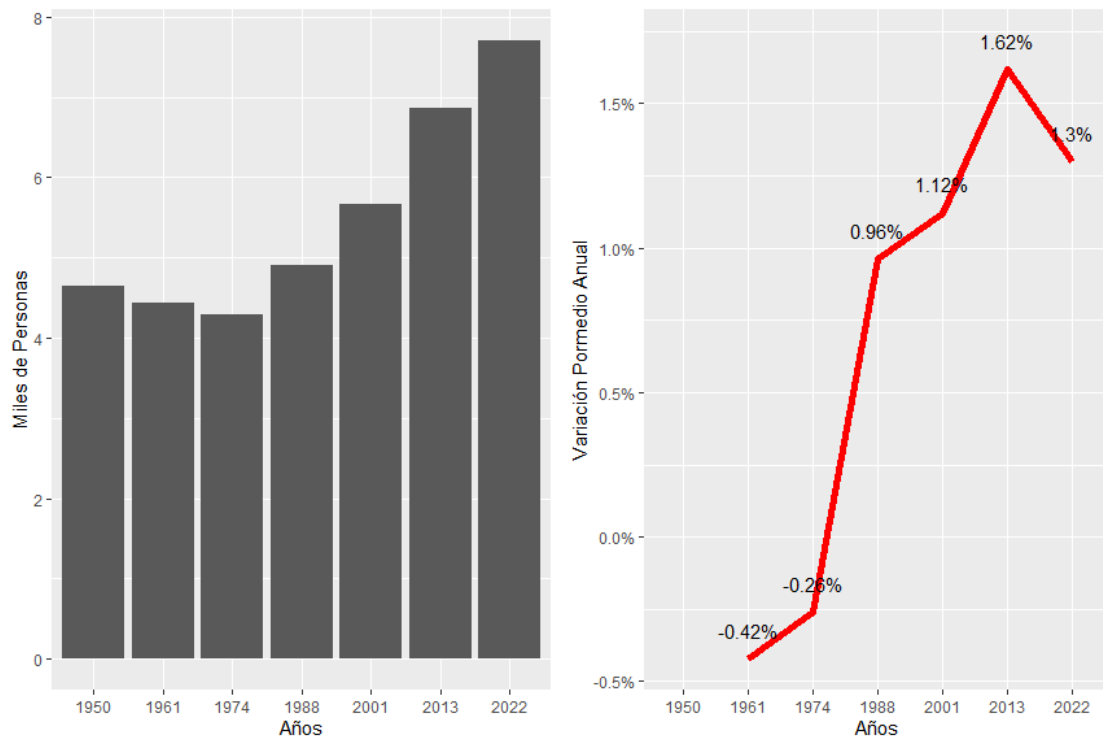 8
6
4
2
0
Miles de Personas
1950 1961 1974 1988 2001 2013 2022
Años
1.5%
1.0%
0.5%
0.0%
-0.5%
Variación Pormedio Anual
-0.42%
-0.26%
0.96%
1.12%
1.62%
1.3%
1950 1961 1974 1988 2001 2013 2022
Años